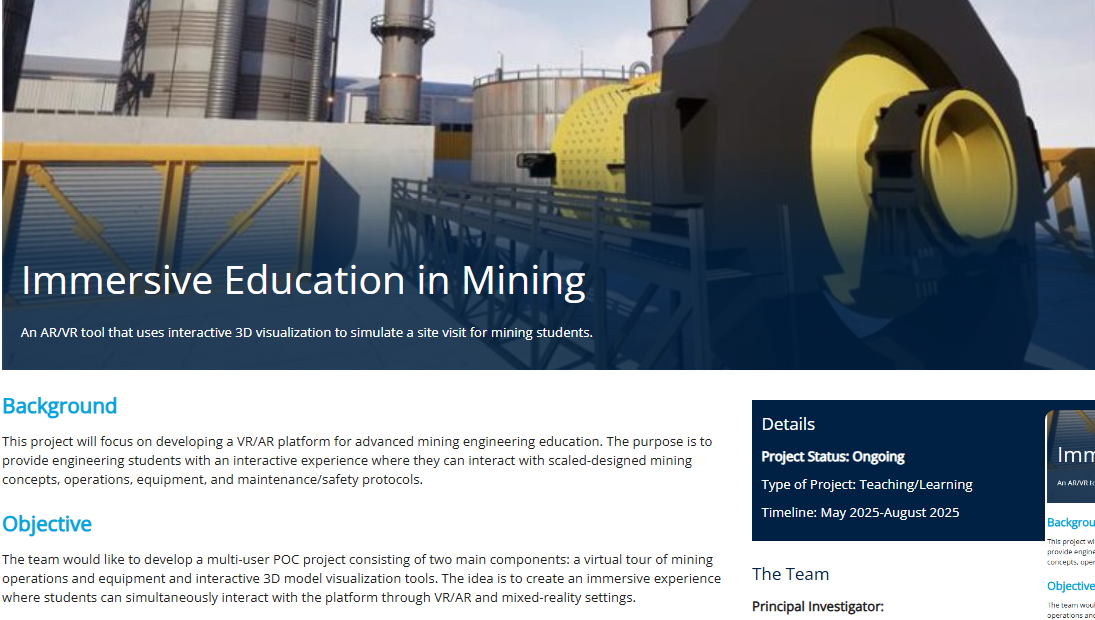 Immersive Education in Mining
An AR/VR tool that uses interactive 3D visualization to simulate a site visit for mining students.
Background
This project will focus on developing a VR/AR platform for advanced mining engineering education. The purpose is to
provide engineering students with an interactive experience where they can interact with scaled-designed mining
concepts, operations, equipment, and maintenance/safety protocols.
Objective
The team would like to develop a multi-user POC project consisting of two main components: a virtual tour of mining
operations and equipment and interactive 3D model visualization tools. The idea is to create an immersive experience
where students can simultaneously interact with the platform through VR/AR and mixed-reality settings.
Details
Project Status: Ongoing
Type of Project: Teaching/Learning
Timeline: May 2025-August 2025
The Team
Principal Investigator:
Imm
An AR/VR to
Backgrou
This project wi
provide engine
concepts, oper
Objective
The team woul
operations and